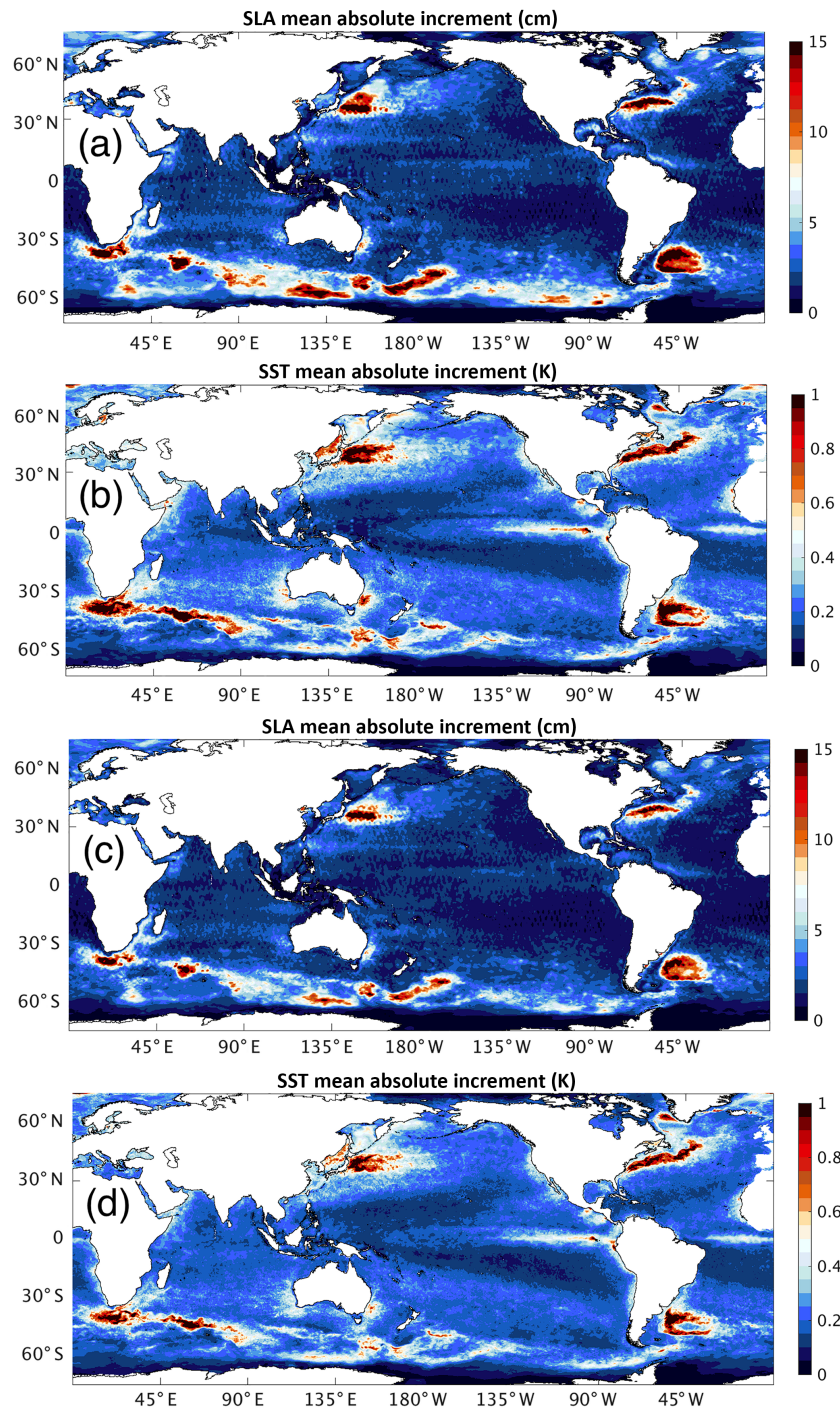 SLA mean absolute increment (cm)
60°N
30°N
0
30°S
60°S
(a)
45°E 90°E 135°E 180°W 135°W 90°W 45°W
15
10
5
0
SST mean absolute increment (K)
60°N
30°N
0
30°S
60°S
(b)
45°E 90°E 135°E 180°W 135°W 90°W 45°W
1
0.8
0.6
0.4
0.2
0
SLA mean absolute increment (cm)
60°N
30°N
0
30°S
60°S
(c)
45°E 90°E 135°E 180°W 135°W 90°W 45°W
15
10
5
0
SST mean absolute increment (K)
60°N
30°N
0
30°S
60°S
(d)
45°E 90°E 135°E 180°W 135°W 90°W 45°W
1
0.8
0.6
0.4
0.2
0